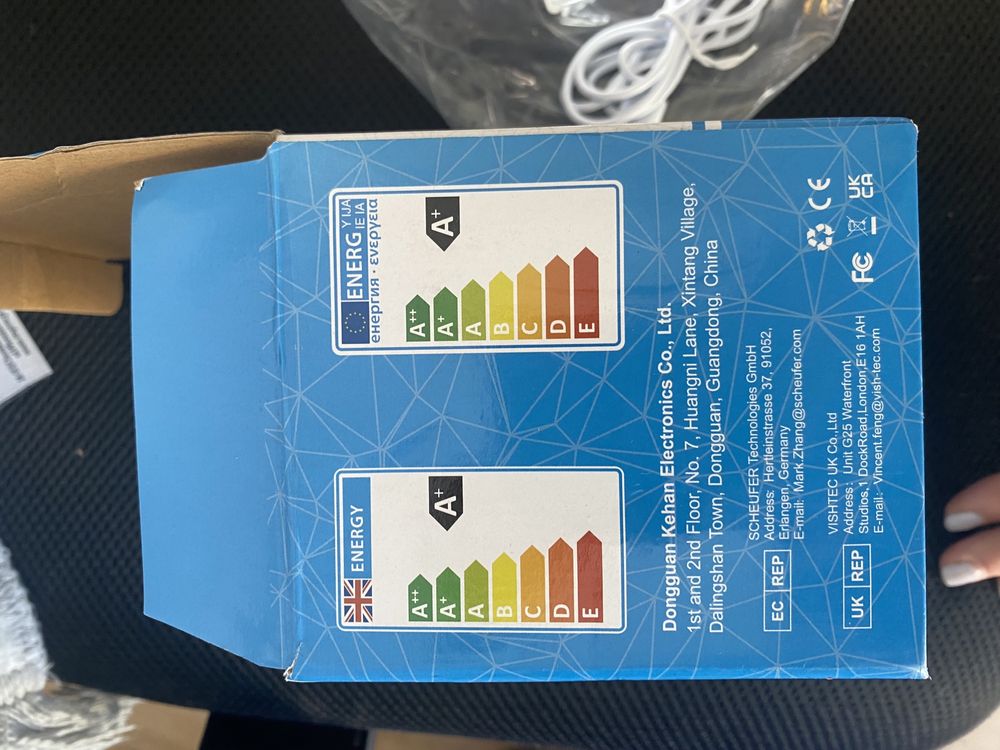 ENERGY
A++
A+
A
B
C
D
E
A+
ENERG Y IJA
IE IA
енергия · ενεργεια
A++
A+
A
B
C
D
E
A+
Dongguan Kehan Electronics Co., Ltd.
1st and 2nd Floor, No. 7, Huangni Lane, Xintang Village,
Dalingshan Town, Dongguan, Guangdong, China
EC REP
SCHEUFER Technologies GmbH
Address: Hertleinstrasse 37, 91052,
Erlangen, Germany
E-mail: Mark.Zhang@scheufer.com
UK REP
VISHTEC UK Co.,Ltd
Address: Unit G25 Waterfront
Studios,1 DockRoad,London,E16 1AH
E-mail: Vincent.feng@vish-tec.com
CE
FC
UK
CA